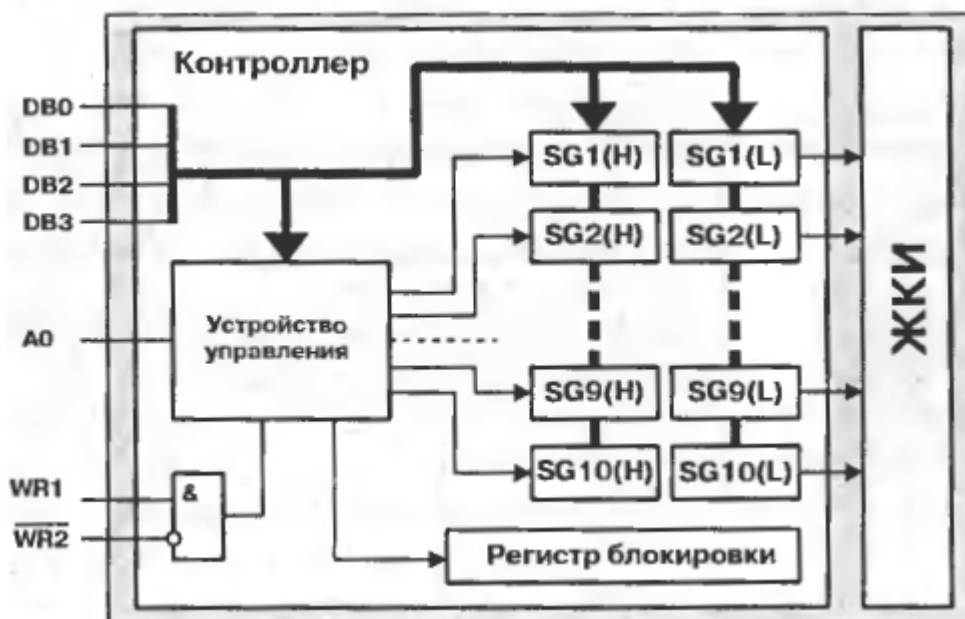 Контроллер
DB0
DB1
DB2
DB3
SG1(H) SG1(L)
SG2(H) SG2(L)
Устройство
управления
A0
ЖКИ
SG9(H) SG9(L)
SG10(H) SG10(L)
WR1
&
WR2
Регистр блокировки